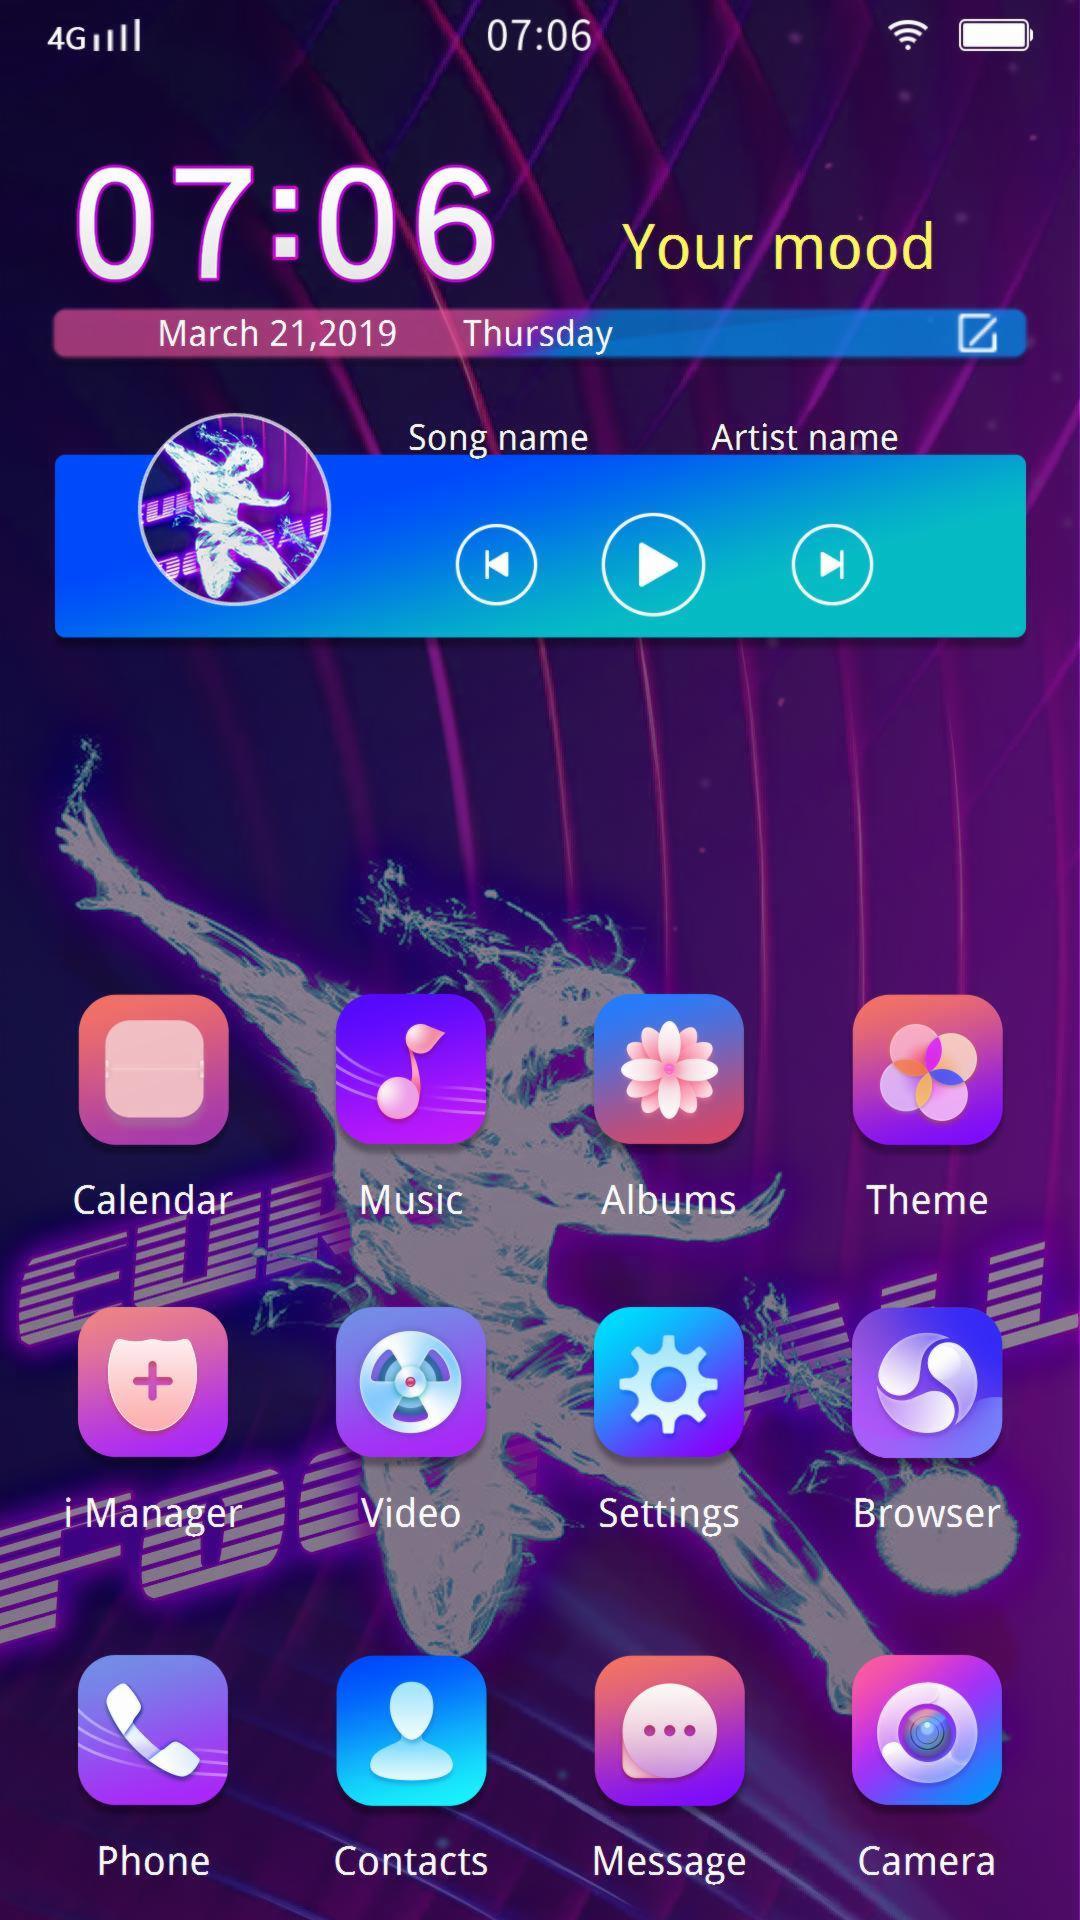 4G 07:06
07:06
Your mood
March 21,2019 Thursday
Song name Artist name
Calendar Music Albums Theme
i Manager Video Settings Browser
Phone Contacts Message Camera